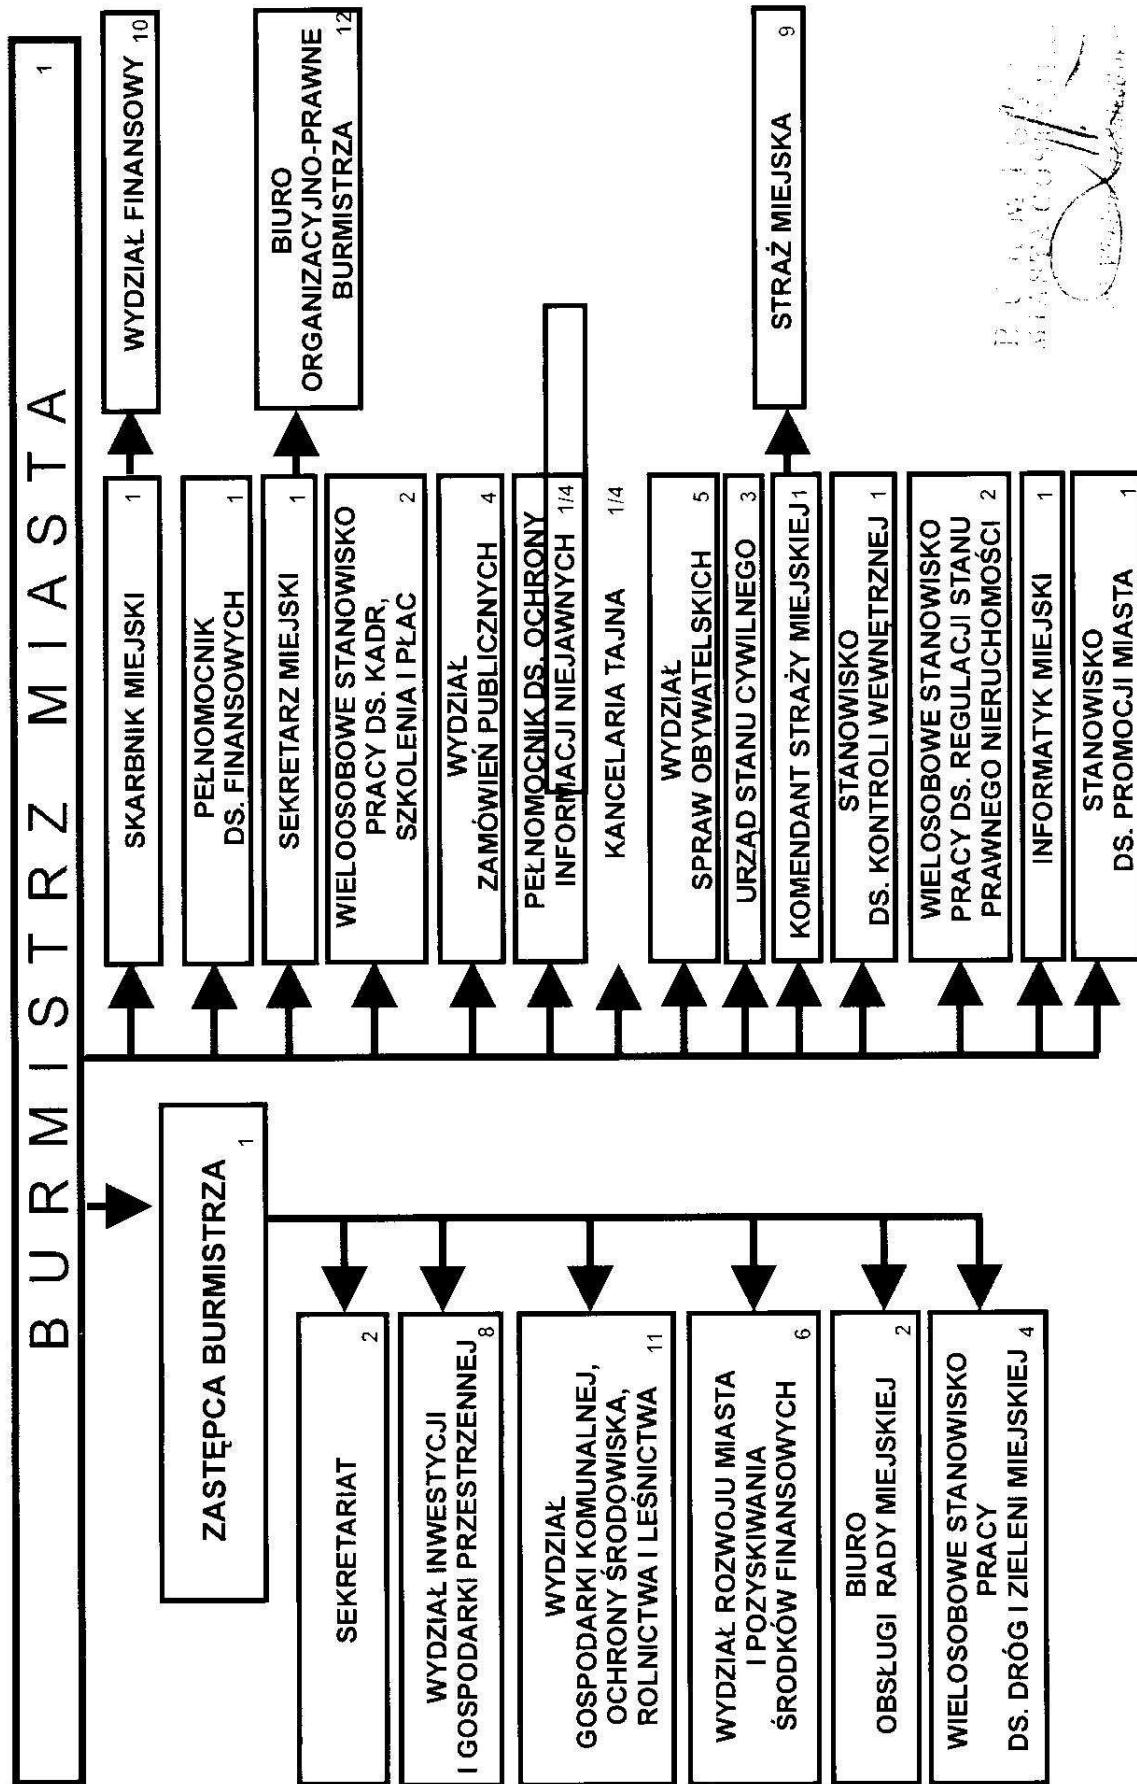 BURMISTRZ MIASTA
1
ZASTĘPCA BURMISTRZA
1
SEKRETARIAT
2
WYDZIAŁ INWESTYCJI
I GOSPODARKI PRZESTRZENNEJ
8
WYDZIAŁ
GOSPODARKI KOMUNALNEJ,
OCHRONY ŚRODOWISKA,
ROLNICTWA I LEŚNICTWA
11
WYDZIAŁ ROZWOJU MIASTA
I POZYSKIWANIA
ŚRODKÓW FINANSOWYCH
6
BIURO
OBSŁUGI RADY MIEJSKIEJ
2
WIELOSOBOWE STANOWISKO
PRACY
DS. DRÓG I ZIELENI MIEJSKIEJ
4
SKARBNIK MIEJSKI
1
PEŁNOMOCNIK
DS. FINANSOWYCH
1
SEKRETARZ MIEJSKI
1
WIELOOSOBOWE STANOWISKO
PRACY DS. KADR,
SZKOLENIA I PŁAC
2
WYDZIAŁ
ZAMÓWIEŃ PUBLICZNYCH
4
PEŁNOMOCNIK DS. OCHRONY
INFORMACJI NIEJAWNYCH
1/4
KANCELARIA TAJNA
1/4
WYDZIAŁ
SPRAW OBYWATELSKICH
5
URZĄD STANU CYWILNEGO
3
KOMENDANT STRAŻY MIEJSKIEJ
1
STANOWISKO
DS. KONTROLI WEWNĘTRZNEJ
1
WIELOSOBOWE STANOWISKO
PRACY DS. REGULACJI STANU
PRAWNEGO NIERUCHOMOŚCI
2
INFORMATYK MIEJSKI
1
STANOWISKO
DS. PROMOCJI MIASTA
1
WYDZIAŁ FINANSOWY
10
BIURO
ORGANIZACYJNO-PRAWNE
BURMISTRZA
12
STRAŻ MIEJSKA
9